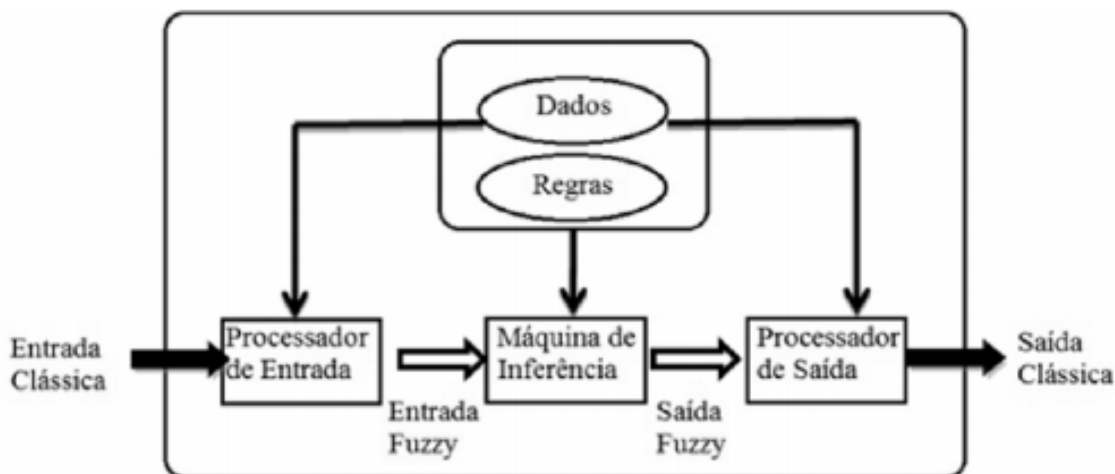 Dados
Regras
Entrada
Clássica
Processador
de Entrada
Entrada
Fuzzy
Máquina de
Inferência
Saída
Fuzzy
Processador
de Saída
Saída
Clássica